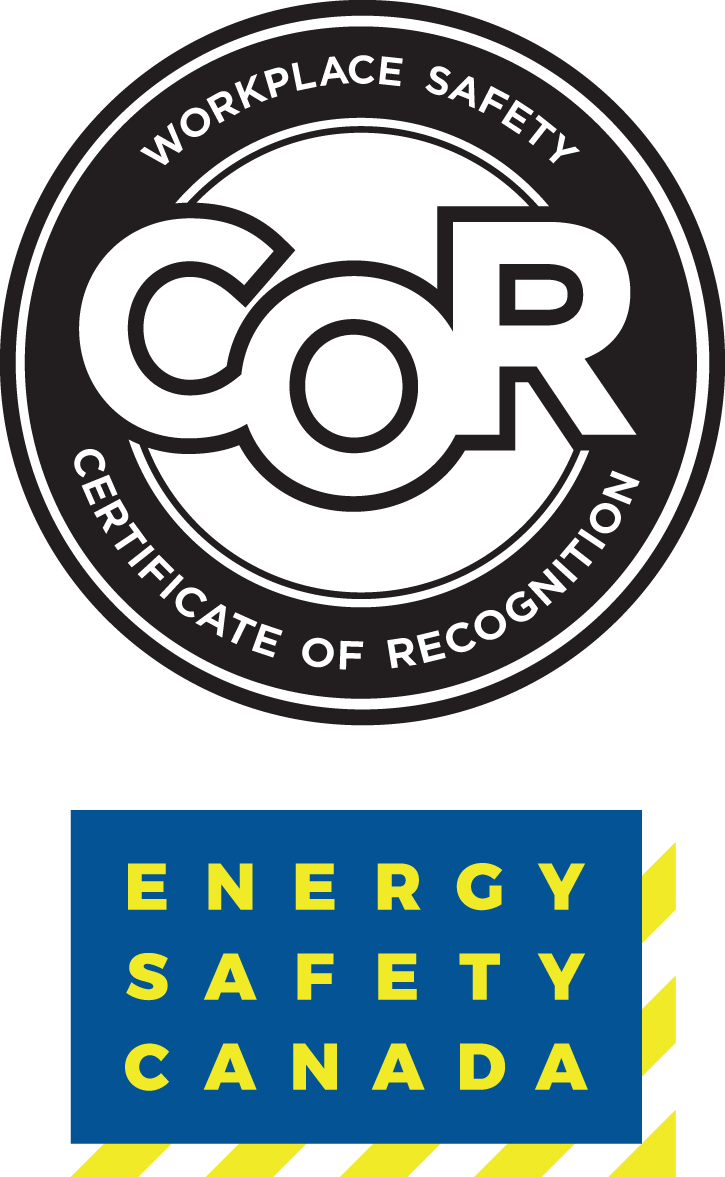 WORKPLACE SAFETY
COR
CERTIFICATE OF RECOGNITION
ENERGY
SAFETY
CANADA